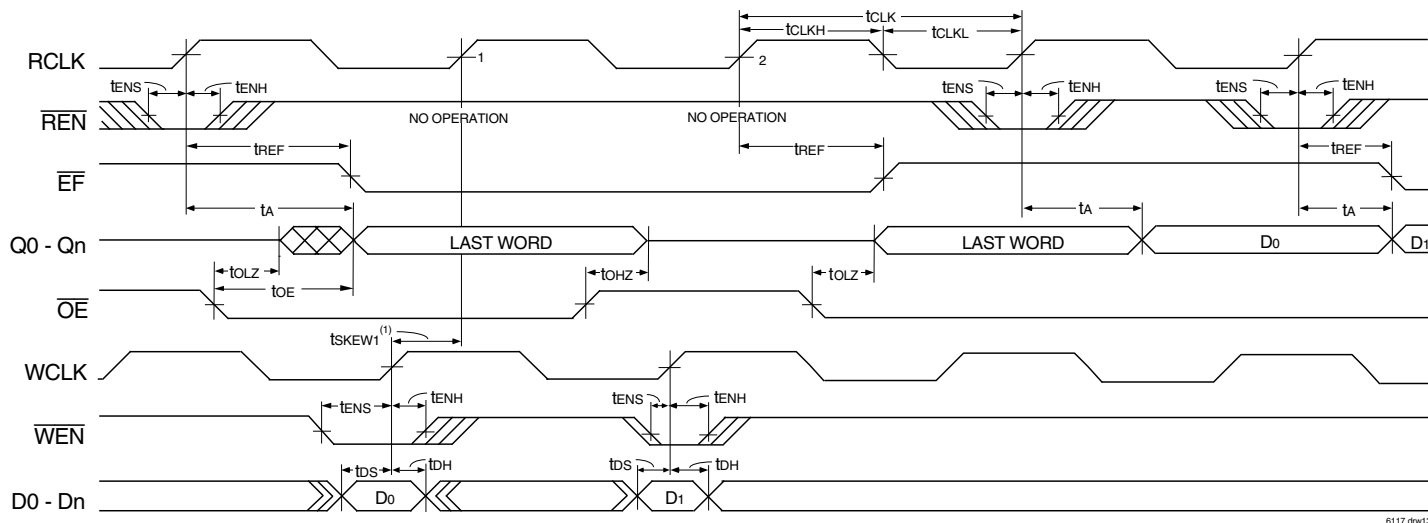 tCLK
tCLKH tCLKL
RCLK 1 2
tENS tENH tENS tENH tENS tENH
REN NO OPERATION NO OPERATION
tREF tREF tREF
EF
tA tA tA
Q0 - Qn LAST WORD LAST WORD D0 D1
tOLZ tOHZ tOLZ
tOE
OE
tSKEW1(1)
WCLK
tENS tENH tENS tENH
WEN
tDS tDH tDS tDH
D0 - Dn D0 D1